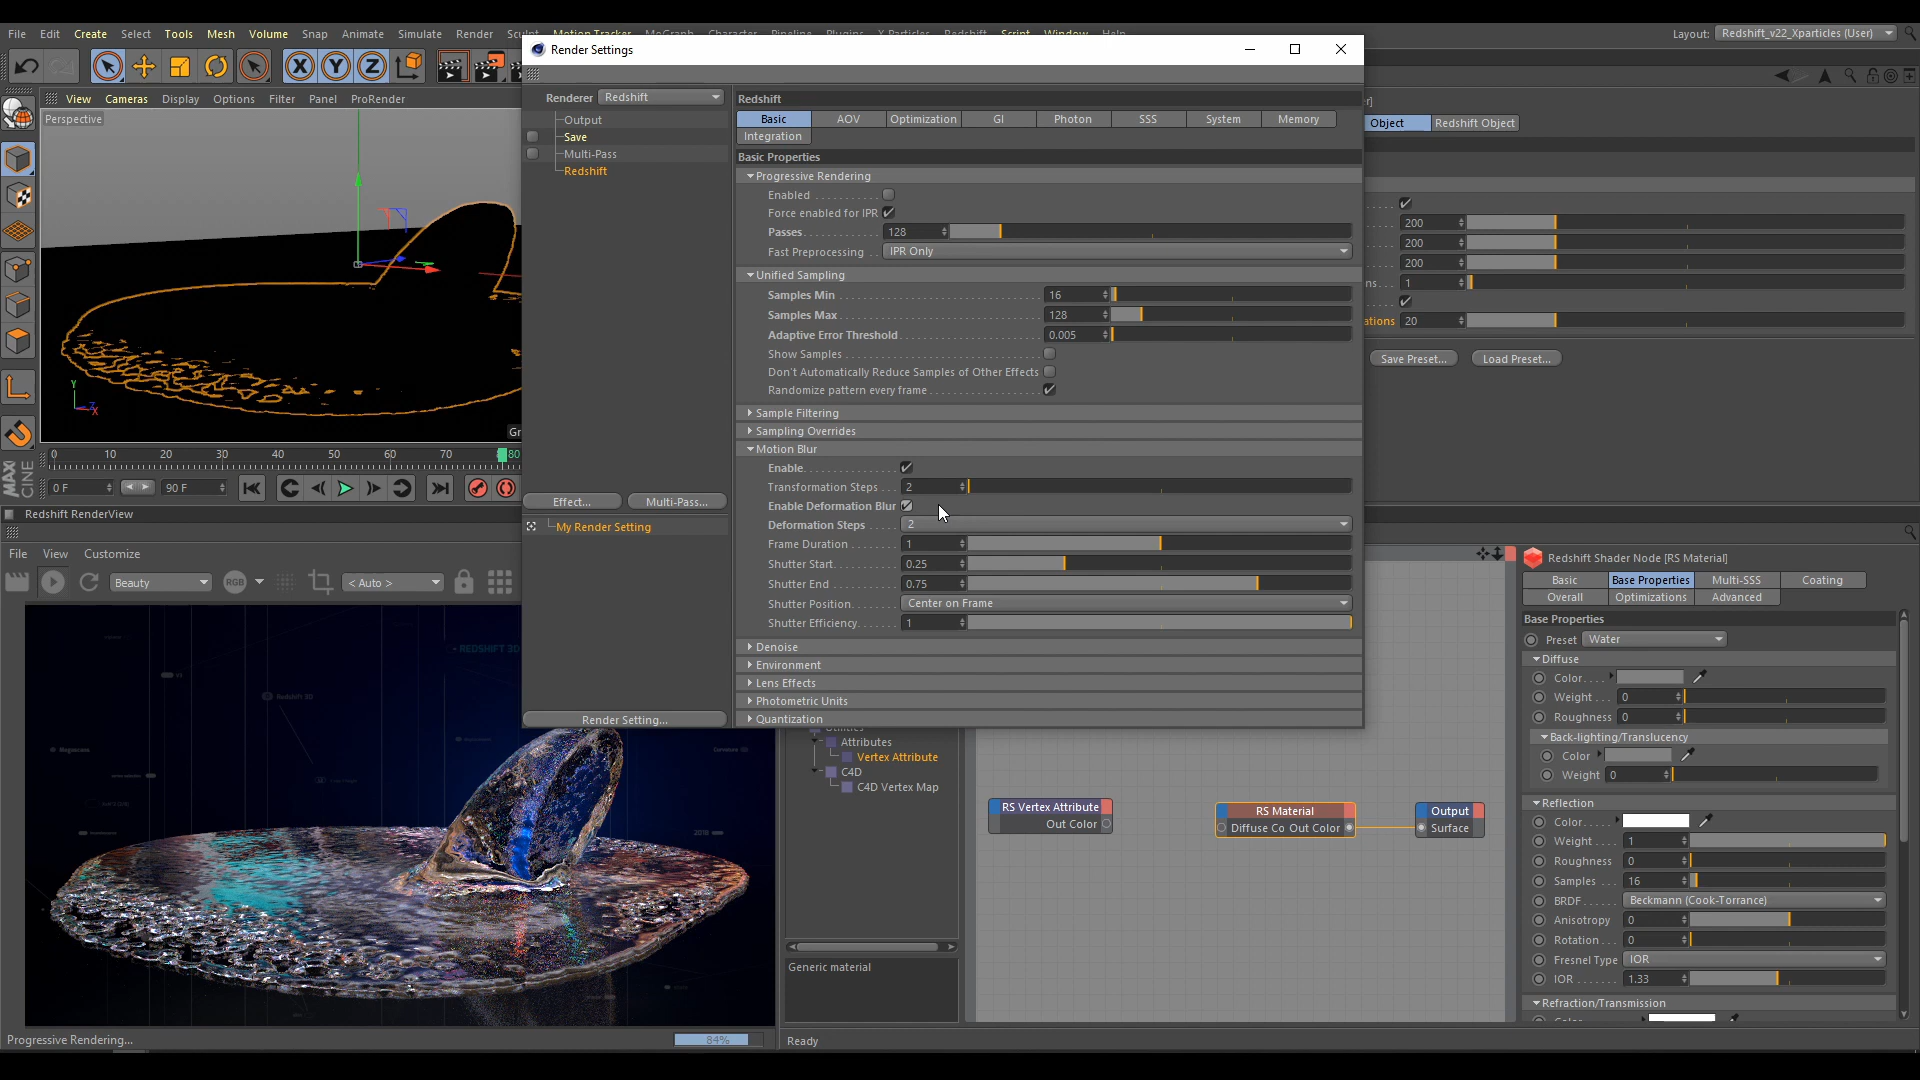 File Edit Create Select Tools Mesh Volume Snap Animate Simulate Render
Layout: Redshift_v22_Xparticles (User)
Render Settings
View Cameras Display Options Filter Panel ProRender
Perspective
Renderer Redshift
Output
Save
Multi-Pass
Redshift
Effect... Multi-Pass...
My Render Setting
Render Setting...
Redshift
Basic AOV Optimization GI Photon SSS System Memory
Integration
Basic Properties
Progressive Rendering
Enabled
Force enabled for IPR
Passes 128
Fast Preprocessing IPR Only
Unified Sampling
Samples Min 16
Samples Max 128
Adaptive Error Threshold 0.005
Show Samples
Don't Automatically Reduce Samples of Other Effects
Randomize pattern every frame
Sample Filtering
Sampling Overrides
Motion Blur
Enable
Transformation Steps 2
Enable Deformation Blur
Deformation Steps 2
Frame Duration 1
Shutter Start 0.25
Shutter End 0.75
Shutter Position Center on Frame
Shutter Efficiency 1
Denoise
Environment
Lens Effects
Photometric Units
Quantization
Object Redshift Object
200
200
200
1
20
Save Preset... Load Preset...
0 10 20 30 40 50 60 70 80
0 F 90 F
MAX
CINE
Redshift RenderView
File View Customize
Beauty RGB < Auto >
REDSHIFT 3D
Redshift 3D
2018
Progressive Rendering... 84%
Attributes
Vertex Attribute
C4D
C4D Vertex Map
Generic material
Ready
RS Vertex Attribute
Out Color
RS Material
Diffuse Co Out Color
Output
Surface
Redshift Shader Node [RS Material]
Basic Base Properties Multi-SSS Coating
Overall Optimizations Advanced
Base Properties
Preset Water
Diffuse
Color
Weight 0
Roughness 0
Back-lighting/Translucency
Color
Weight 0
Reflection
Color
Weight 1
Roughness 0
Samples 16
BRDF Beckmann (Cook-Torrance)
Anisotropy 0
Rotation 0
Fresnel Type IOR
IOR 1.33
Refraction/Transmission